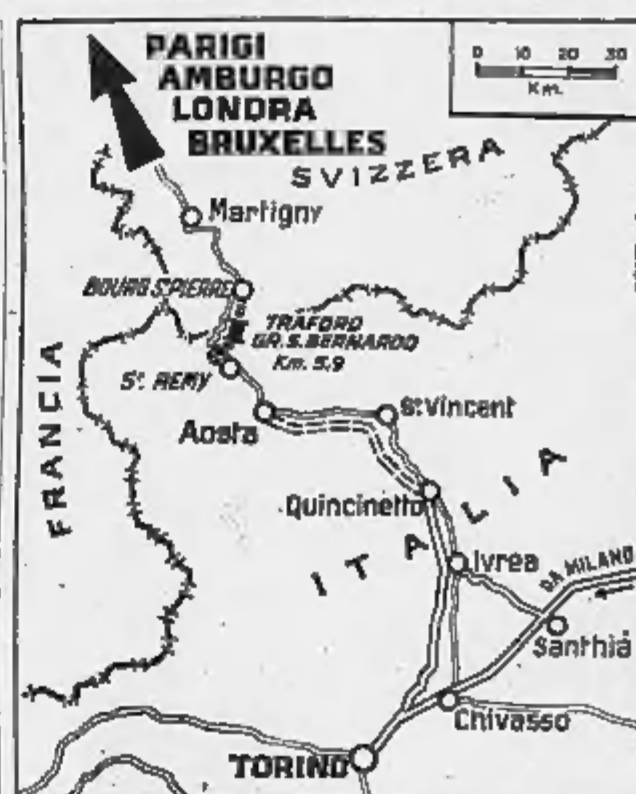 PARIGI
AMBURGO
LONDRA
BRUXELLES
0 10 20 30
Km.
SVIZZERA
Martigny
BOURG S.PIERRE
TRAFORO
GR. S. BERNARDO
Km. 5,9
St. REMY
FRANCIA
Aosta
St Vincent
Quincinetto
ITALIA
Ivrea
DA MILANO
Santhiá
Chivasso
TORINO